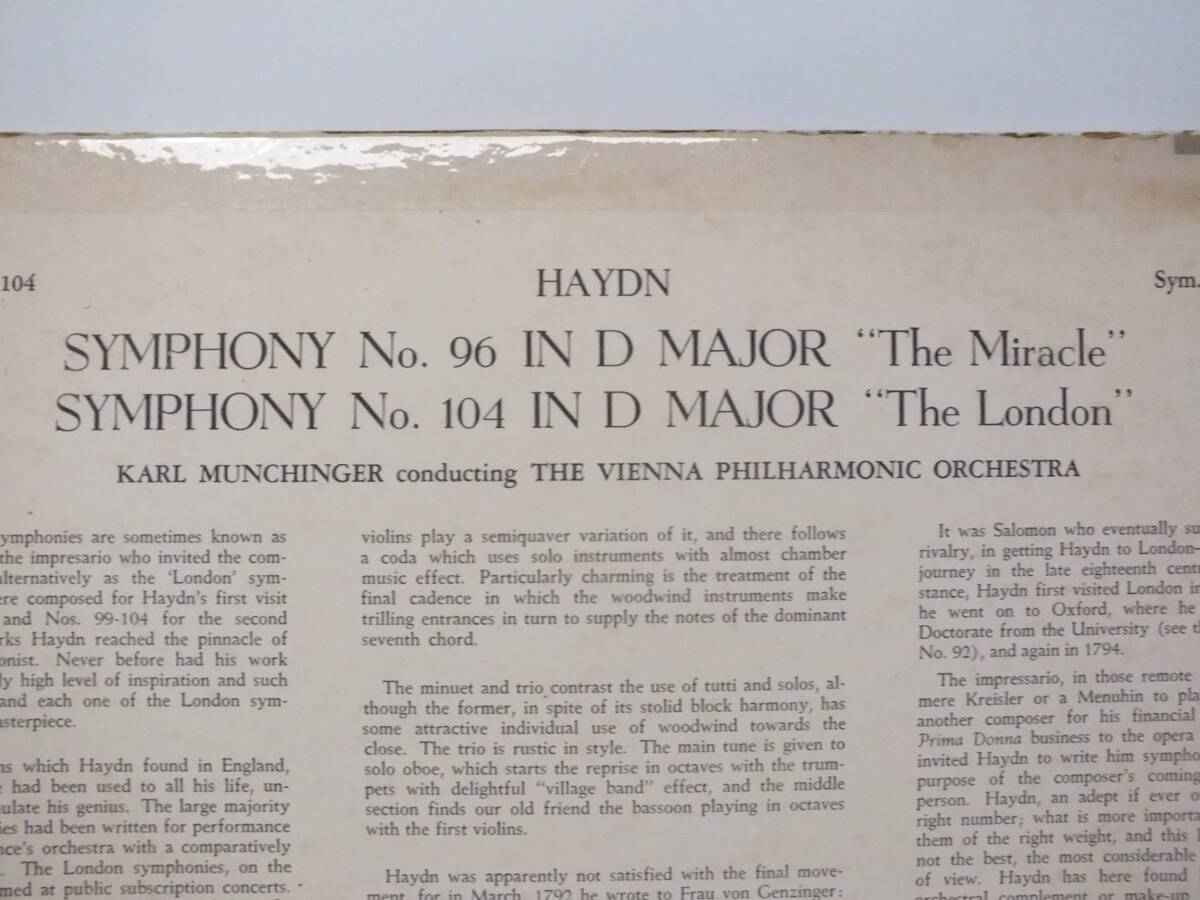 104
HAYDN
Sym.
SYMPHONY No. 96 IN D MAJOR “The Miracle”
SYMPHONY No. 104 IN D MAJOR “The London”
KARL MUNCHINGER conducting THE VIENNA PHILHARMONIC ORCHESTRA
symphonies are sometimes known as
the impresario who invited the com-
alternatively as the ‘London’ sym-
ere composed for Haydn’s first visit
and Nos. 99-104 for the second
rks Haydn reached the pinnacle of
onist. Never before had his work
ly high level of inspiration and such
and each one of the London sym-
asterpiece.
ns which Haydn found in England,
had been used to all his life, un-
ulate his genius. The large majority
ies had been written for performance
nce’s orchestra with a comparatively
. The London symphonies, on the
med at public subscription concerts.
violins play a semiquaver variation of it, and there follows
a coda which uses solo instruments with almost chamber
music effect. Particularly charming is the treatment of the
final cadence in which the woodwind instruments make
trilling entrances in turn to supply the notes of the dominant
seventh chord.
The minuet and trio contrast the use of tutti and solos, al-
though the former, in spite of its stolid block harmony, has
some attractive individual use of woodwind towards the
close. The trio is rustic in style. The main tune is given to
solo oboe, which starts the reprise in octaves with the trum-
pets with delightful “village band” effect, and the middle
section finds our old friend the bassoon playing in octaves
with the first violins.
Haydn was apparently not satisfied with the final move-
ment, for in March 1792 he wrote to Frau von Genzinger:
It was Salomon who eventually su
rivalry, in getting Haydn to London—
journey in the late eighteenth centu
stance, Haydn first visited London in
he went on to Oxford, where he
Doctorate from the University (see th
No. 92), and again in 1794.
The impressario, in those remote
mere Kreisler or a Menuhin to pla
another composer for his financial
Prima Donna business to the opera
invited Haydn to write him sympho
purpose of the composer’s coming
person. Haydn, an adept if ever o
right number; what is more importa
them of the right weight, and this
not the best, the most considerable
of view. Haydn has here found
orchestral complement or make-up